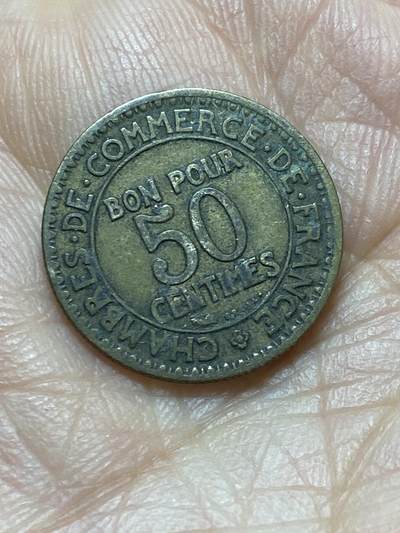 CHAMBRES·DE·COMMERCE·DE·FRANCE
BON POUR
50
CENTIMES